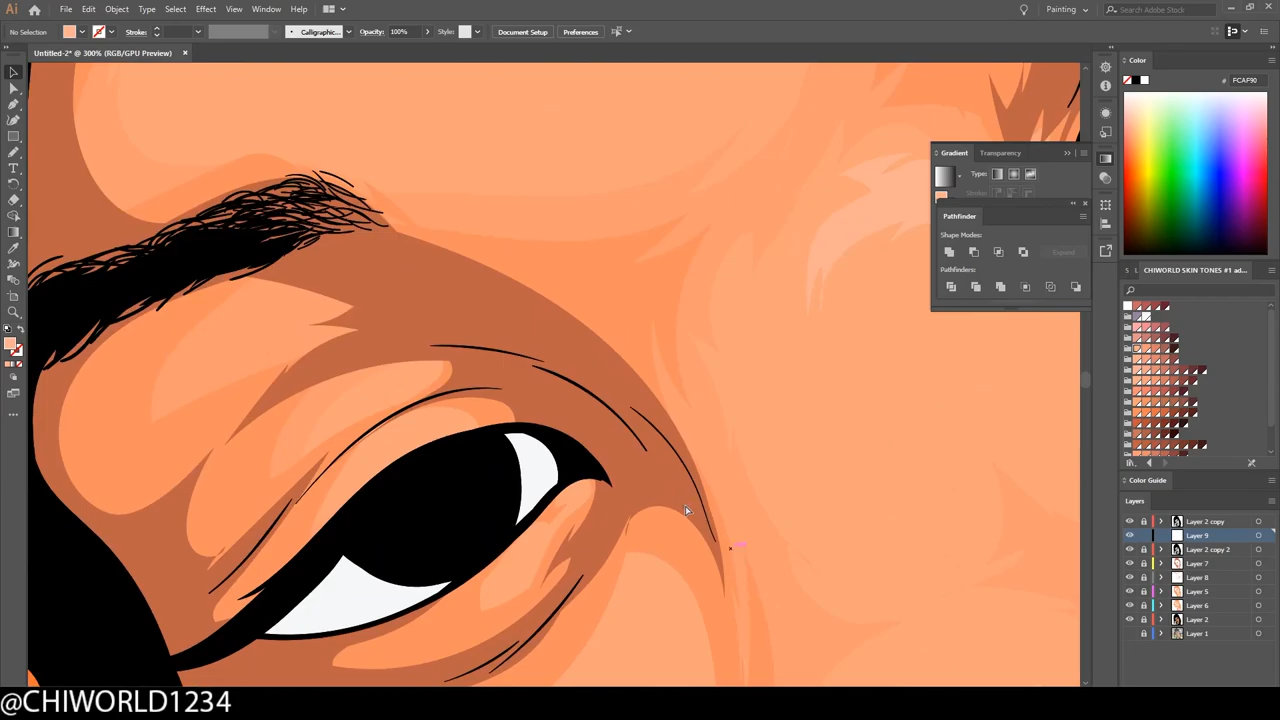 Ai File Edit Object Type Select Effect View Window Help Painting Search Adobe Stock
No Selection Stroke: Calligraphic... Opacity: 100% Style: Document Setup Preferences
Untitled-2* @ 300% (RGB/GPU Preview)
Color
# FCAF90
Gradient Transparency
Type:
Stroke:
Pathfinder
Shape Modes:
Expand
Pathfinders:
S L CHIWORLD SKIN TONES #1 ad...
Color Guide
Layers
Layer 2 copy
Layer 9
Layer 2 copy 2
Layer 7
Layer 8
Layer 5
Layer 6
Layer 2
Layer 1
@CHIWORLD1234